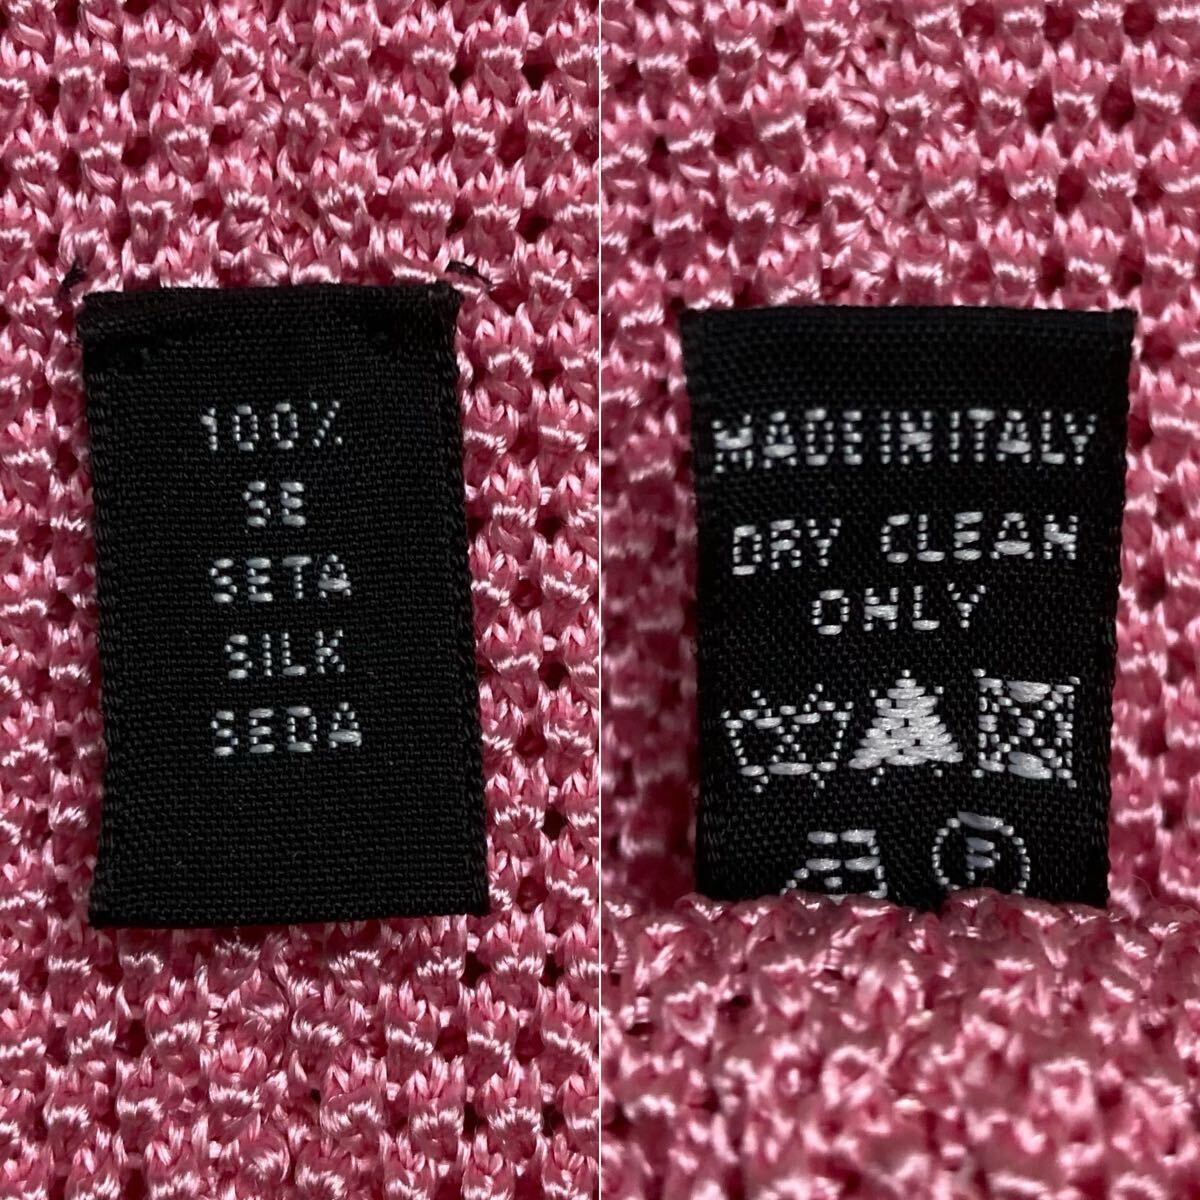 100%
SE
SETA
SILK
SEDA
MADE IN ITALY
DRY CLEAN
ONLY
P